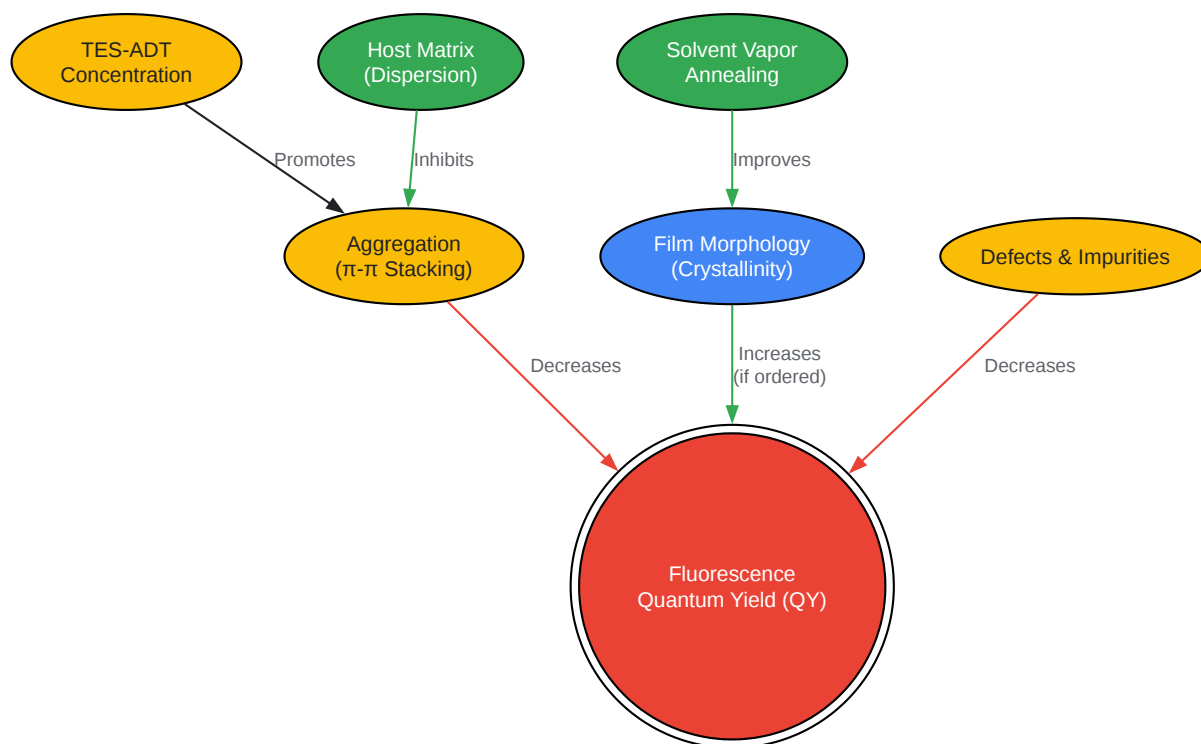 TES-ADT
Concentration
Host Matrix
(Dispersion)
Solvent Vapor
Annealing
Promotes
Inhibits
Improves
Aggregation
(π-π Stacking)
Film Morphology
(Crystallinity)
Defects & Impurities
Decreases
Increases
(if ordered)
Decreases
Fluorescence
Quantum Yield (QY)